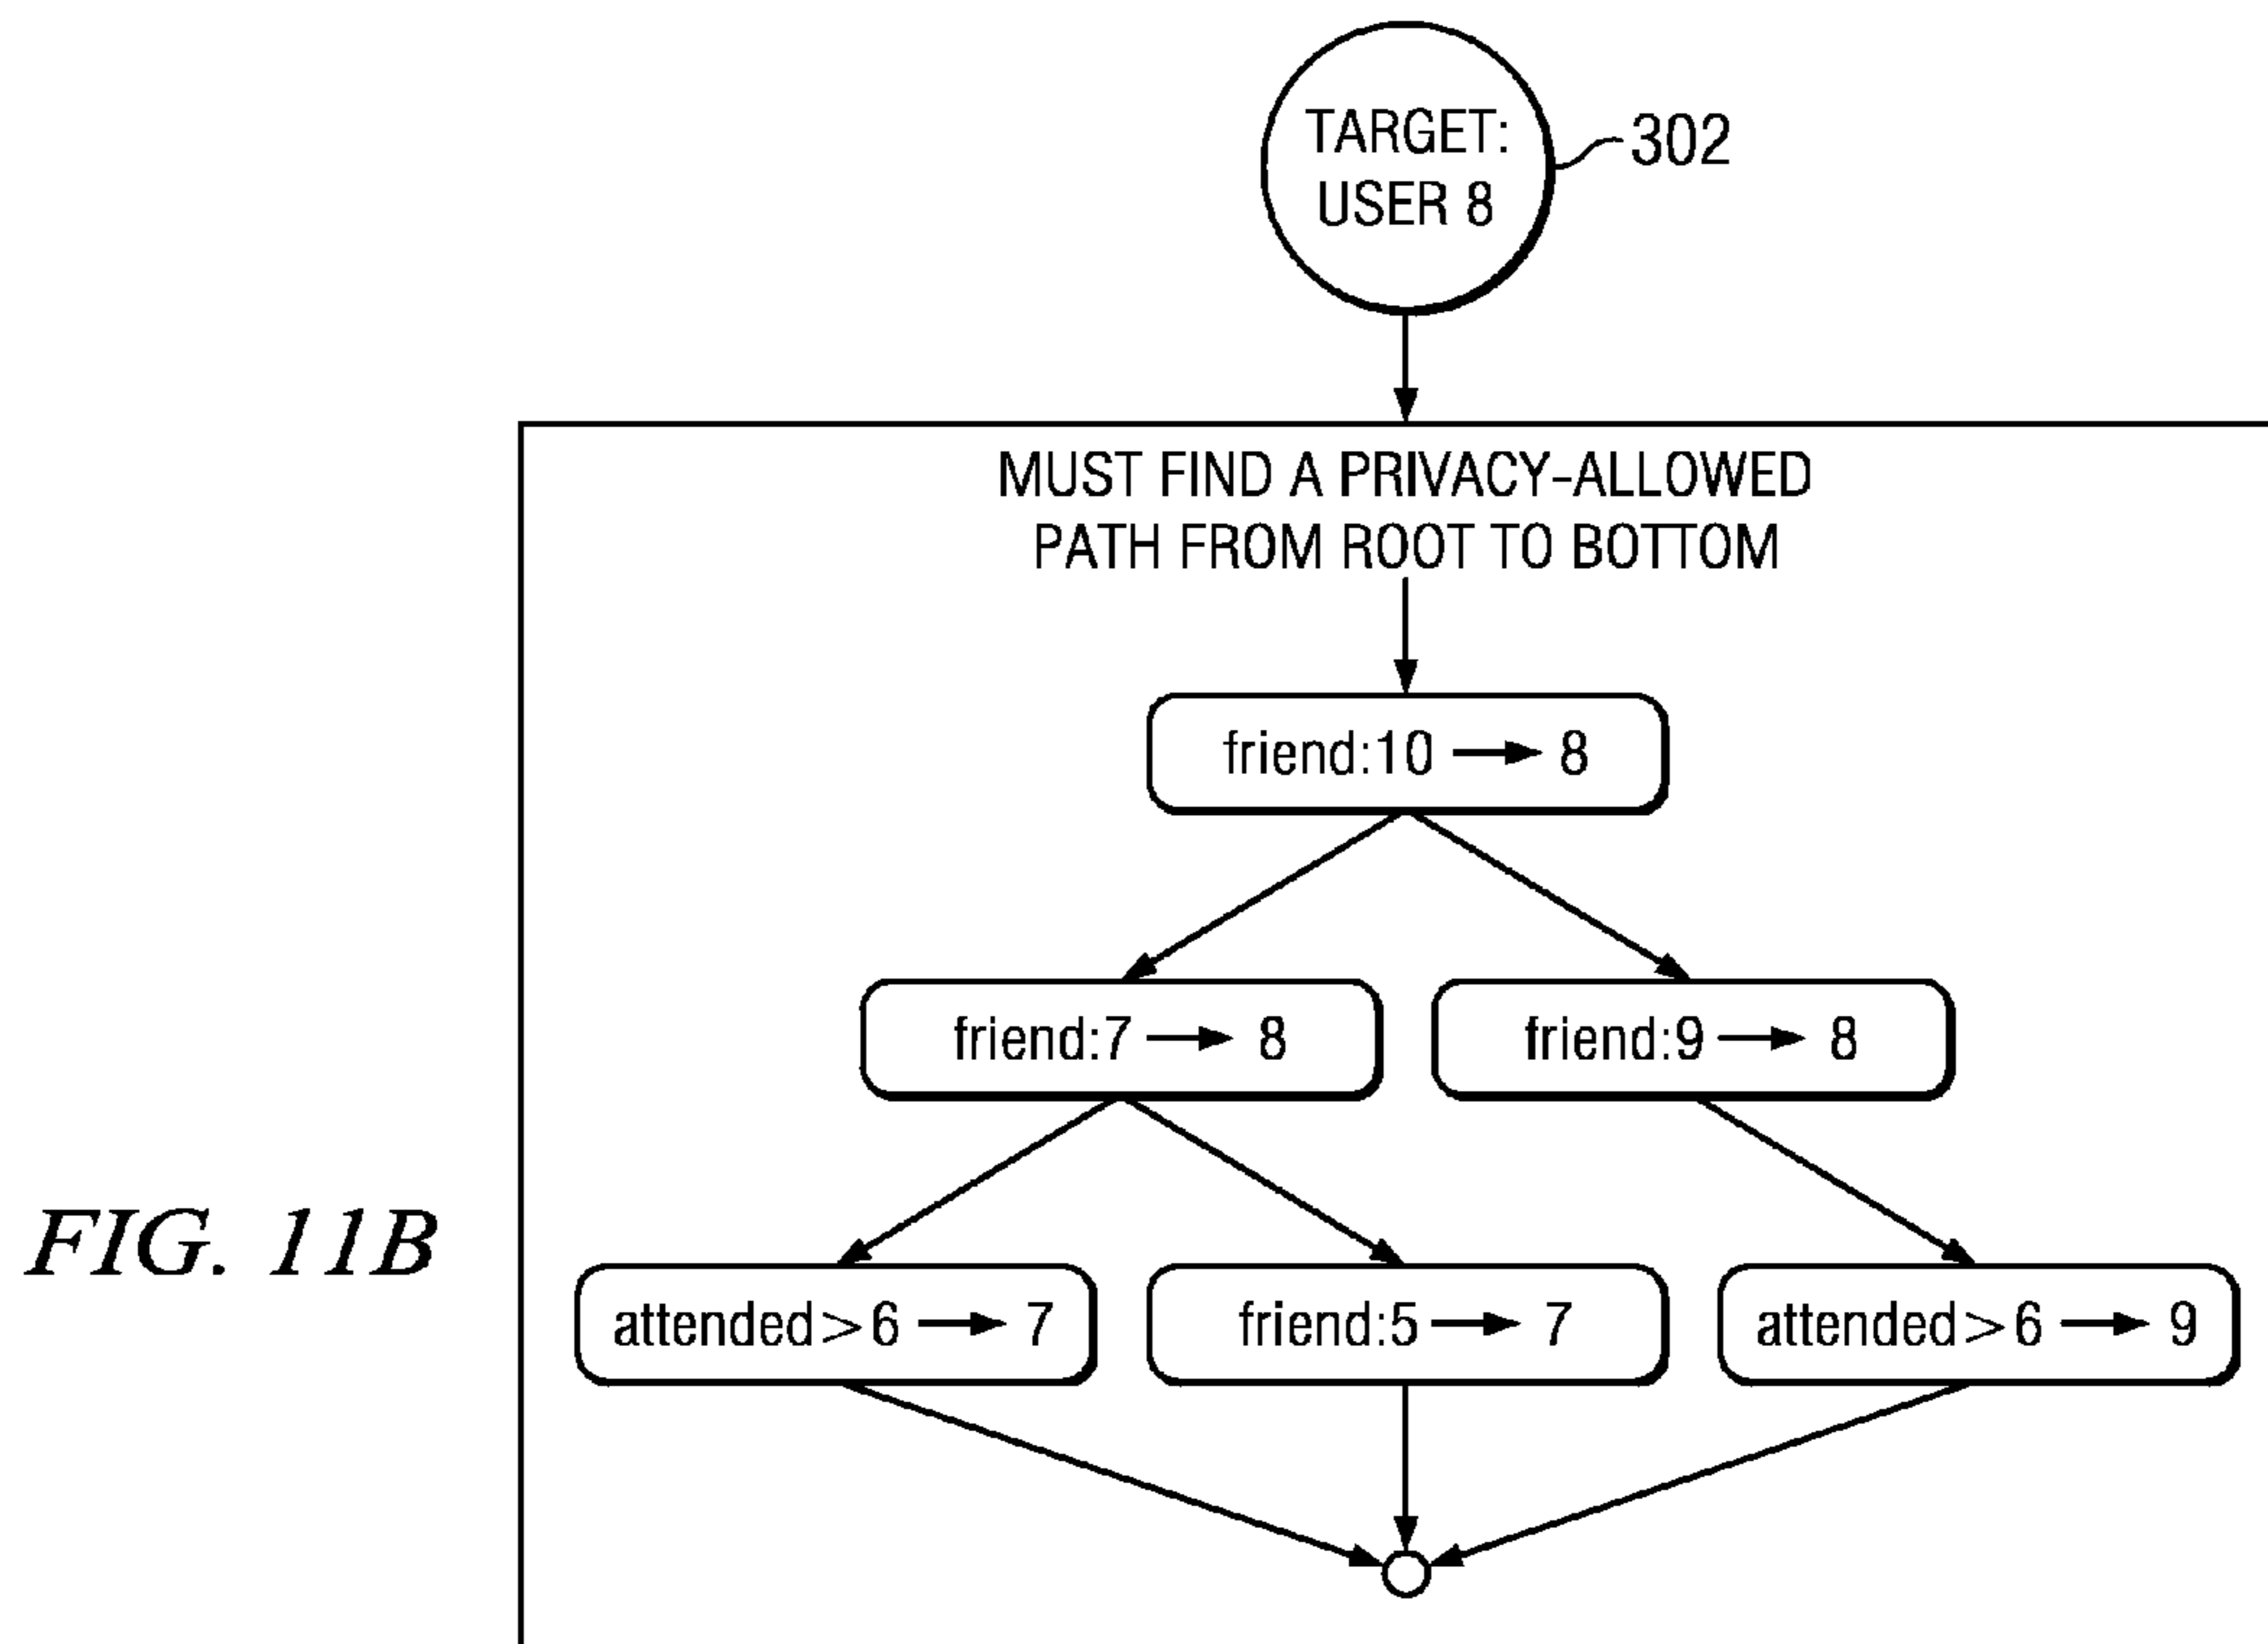 TARGET:
USER 8
302
MUST FIND A PRIVACY-ALLOWED
PATH FROM ROOT TO BOTTOM
friend:10 → 8
friend:7 → 8
friend:9 → 8
attended>6 → 7
friend:5 → 7
attended>6 → 9
FIG. 11B